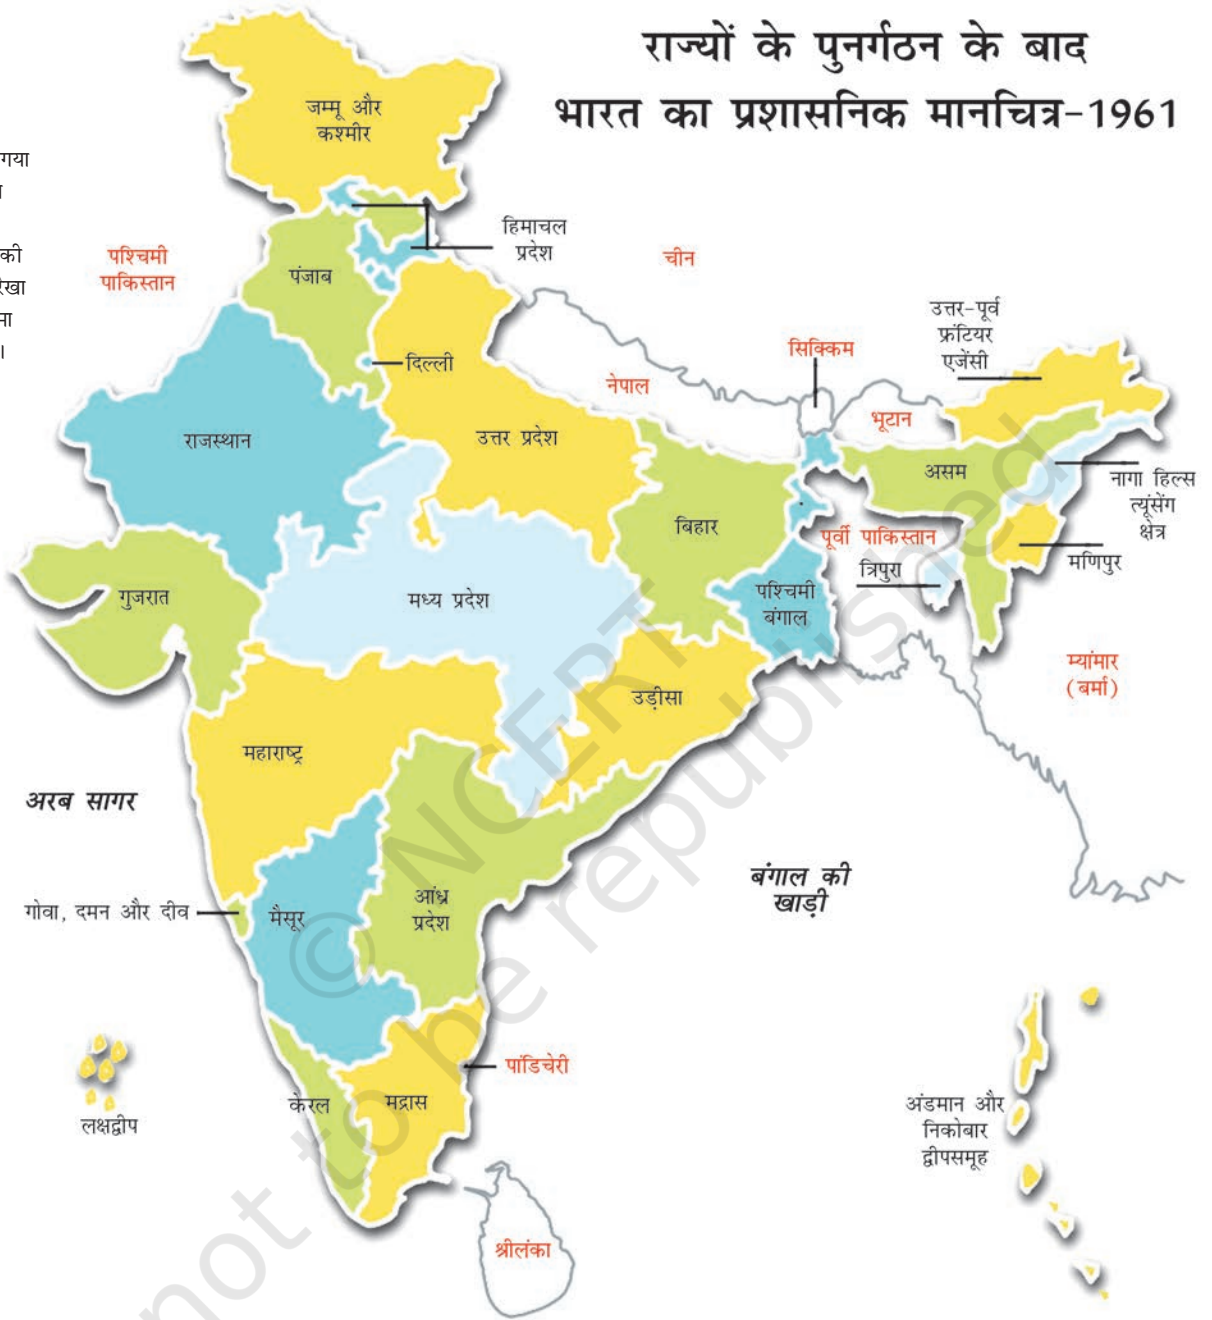 राज्यों के पुनर्गठन के बाद
भारत का प्रशासनिक मानचित्र-1961
गया
की
रेखा
जम्मू और
कश्मीर
हिमाचल
प्रदेश
पश्चिमी
पाकिस्तान
पंजाब
चीन
उत्तर-पूर्व
फ्रंटियर
एजेंसी
सिक्किम
दिल्ली
नेपाल
भूटान
राजस्थान
उत्तर प्रदेश
असम
नागा हिल्स
त्यूंसेंग
क्षेत्र
बिहार
पूर्वी पाकिस्तान
मणिपुर
त्रिपुरा
गुजरात
मध्य प्रदेश
पश्चिमी
बंगाल
म्यांमार
(बर्मा)
उड़ीसा
महाराष्ट्र
अरब सागर
बंगाल की
खाड़ी
गोवा, दमन और दीव
मैसूर
आंध्र
प्रदेश
पांडिचेरी
लक्षद्वीप
केरल
मद्रास
अंडमान और
निकोबार
द्वीपसमूह
श्रीलंका
© NCERT
not to be republished